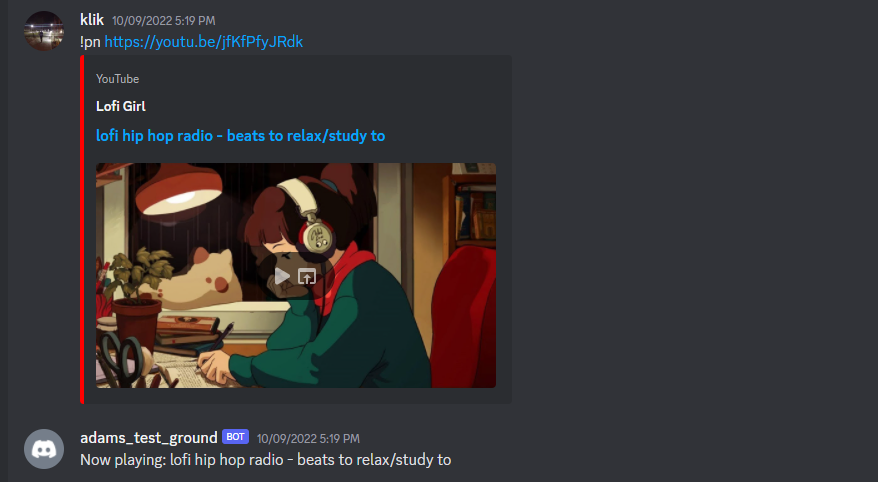 klik 10/09/2022 5:19 PM
!pn https://youtu.be/jfKfPfyJRdk
YouTube
Lofi Girl
lofi hip hop radio - beats to relax/study to
adams_test_ground BOT 10/09/2022 5:19 PM
Now playing: lofi hip hop radio - beats to relax/study to